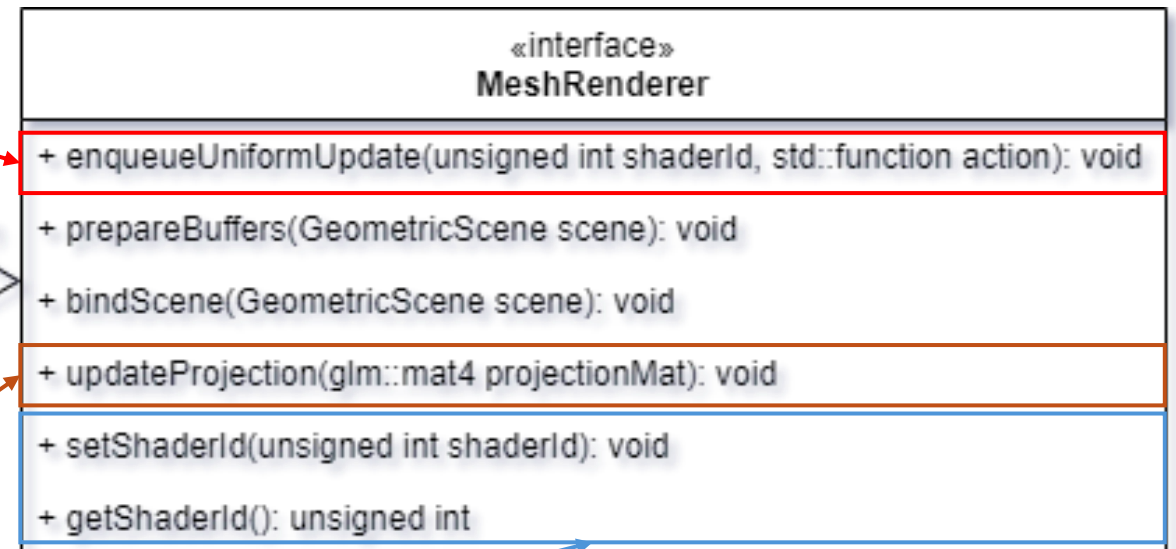 «interface»
MeshRenderer
+ enqueueUniformUpdate(unsigned int shaderId, std::function action): void
+ prepareBuffers(GeometricScene scene): void
+ bindScene(GeometricScene scene): void
+ updateProjection(glm::mat4 projectionMat): void
+ setShaderId(unsigned int shaderId): void
+ getShaderId(): unsigned int